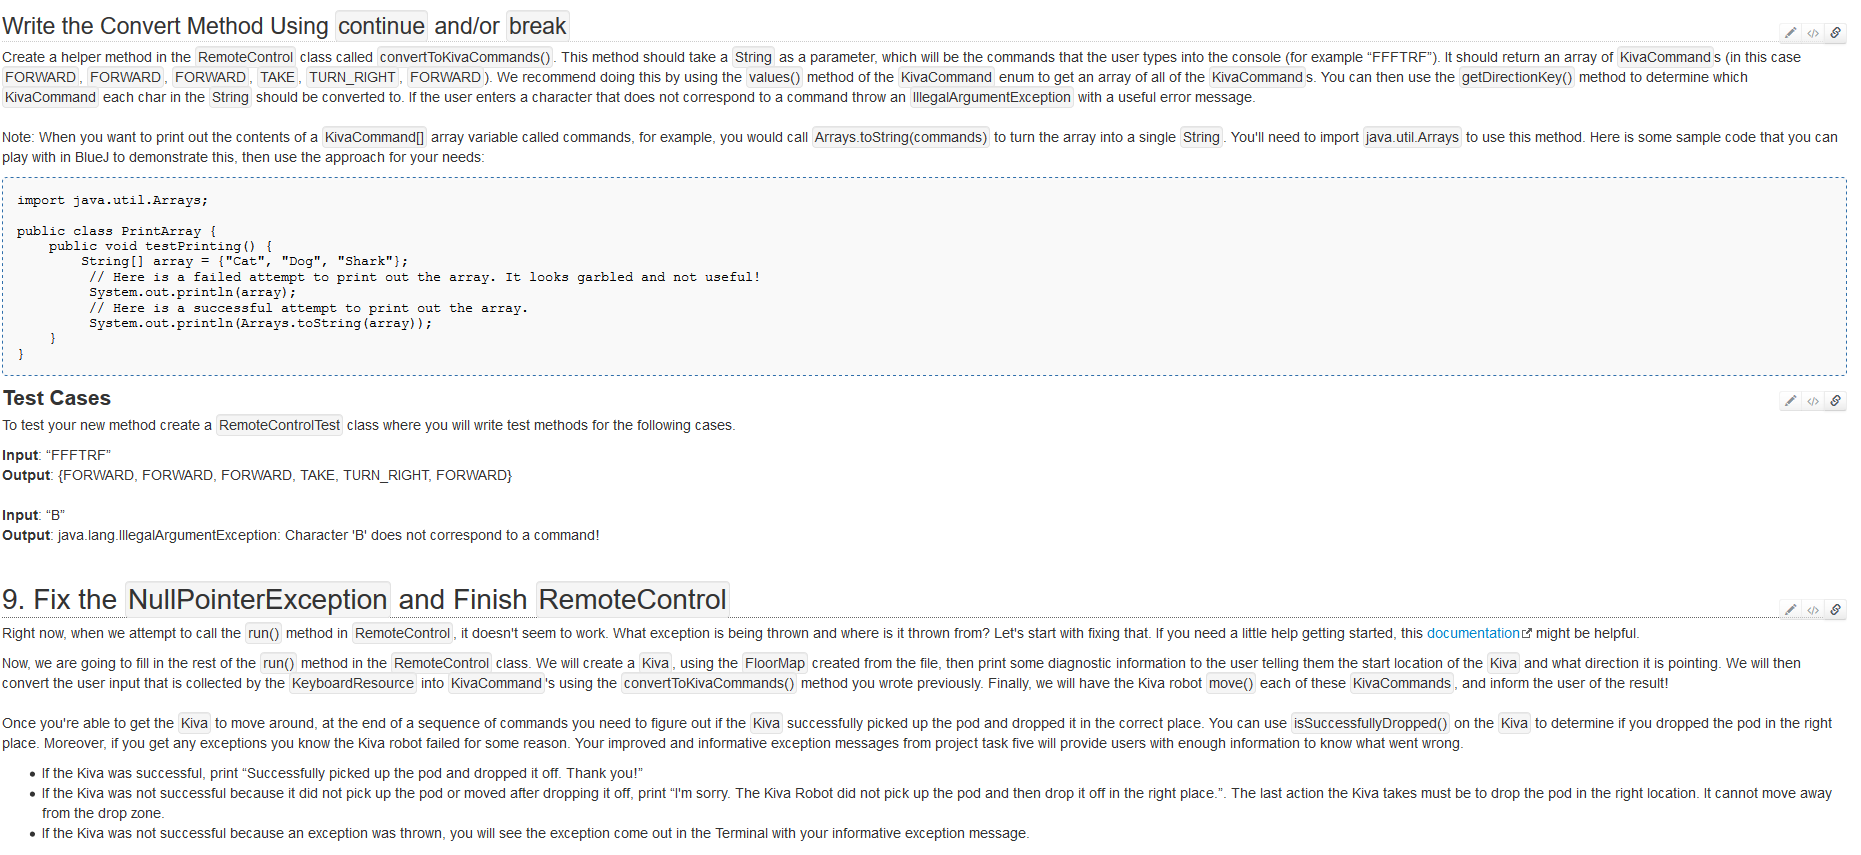 Write the Convert Method Using continue and/or break
Create a helper method in the RemoteControl class called convertToKivaCommands(). This method should take a String as a parameter, which will be the commands that the user types into the console (for example “FFFTRF”). It should return an array of KivaCommands (in this case
FORWARD, FORWARD, FORWARD, TAKE, TURN_RIGHT, FORWARD). We recommend doing this by using the values() method of the KivaCommand enum to get an array of all of the KivaCommands. You can then use the getDirectionKey() method to determine which
KivaCommand each char in the String should be converted to. If the user enters a character that does not correspond to a command throw an IllegalArgumentException with a useful error message.
Note: When you want to print out the contents of a KivaCommand[] array variable called commands, for example, you would call Arrays.toString(commands) to turn the array into a single String. You'll need to import java.util.Arrays to use this method. Here is some sample code that you can
play with in BlueJ to demonstrate this, then use the approach for your needs:
import java.util.Arrays;
public class PrintArray {
public void testPrinting() {
String[] array = {"Cat", "Dog", "Shark"};
// Here is a failed attempt to print out the array. It looks garbled and not useful!
System.out.println(array);
// Here is a successful attempt to print out the array.
System.out.println(Arrays.toString(array));
}
}
Test Cases
To test your new method create a RemoteControlTest class where you will write test methods for the following cases.
Input: “FFFTRF”
Output: {FORWARD, FORWARD, FORWARD, TAKE, TURN_RIGHT, FORWARD}
Input: “B”
Output: java.lang.IllegalArgumentException: Character 'B' does not correspond to a command!
9. Fix the NullPointerException and Finish RemoteControl
Right now, when we attempt to call the run() method in RemoteControl, it doesn't seem to work. What exception is being thrown and where is it thrown from? Let's start with fixing that. If you need a little help getting started, this documentation might be helpful.
Now, we are going to fill in the rest of the run() method in the RemoteControl class. We will create a Kiva, using the FloorMap created from the file, then print some diagnostic information to the user telling them the start location of the Kiva and what direction it is pointing. We will then
convert the user input that is collected by the KeyboardResource into KivaCommand's using the convertToKivaCommands() method you wrote previously. Finally, we will have the Kiva robot move() each of these KivaCommands, and inform the user of the result!
Once you're able to get the Kiva to move around, at the end of a sequence of commands you need to figure out if the Kiva successfully picked up the pod and dropped it in the correct place. You can use isSuccessfullyDropped() on the Kiva to determine if you dropped the pod in the right
place. Moreover, if you get any exceptions you know the Kiva robot failed for some reason. Your improved and informative exception messages from project task five will provide users with enough information to know what went wrong.
• If the Kiva was successful, print “Successfully picked up the pod and dropped it off. Thank you!”
• If the Kiva was not successful because it did not pick up the pod or moved after dropping it off, print “I'm sorry. The Kiva Robot did not pick up the pod and then drop it off in the right place.”. The last action the Kiva takes must be to drop the pod in the right location. It cannot move away
from the drop zone.
• If the Kiva was not successful because an exception was thrown, you will see the exception come out in the Terminal with your informative exception message.